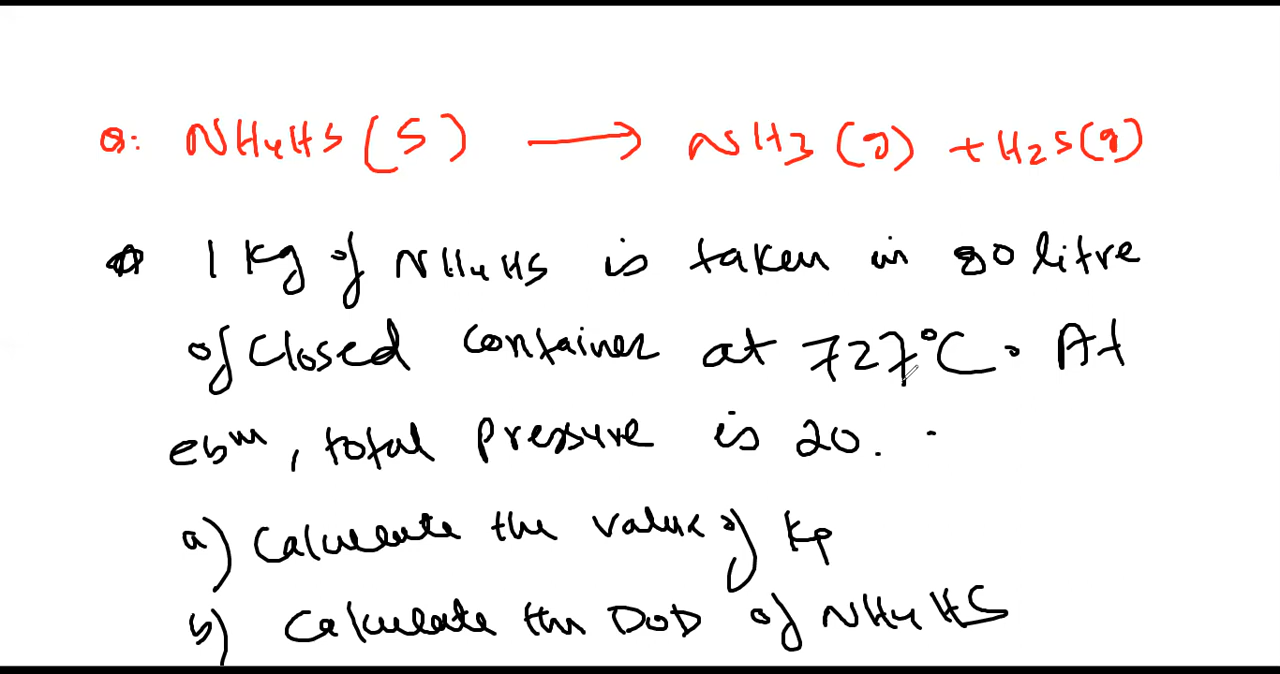 Q: NH4HS(S) → NH3(g) + H2S(g)
1 Kg of NH4HS is taken in 80 litre
of closed container at 727°C. At
ebm, total pressure is 20.
a) Calculate the value of Kp
b) Calculate the DOD of NH4HS